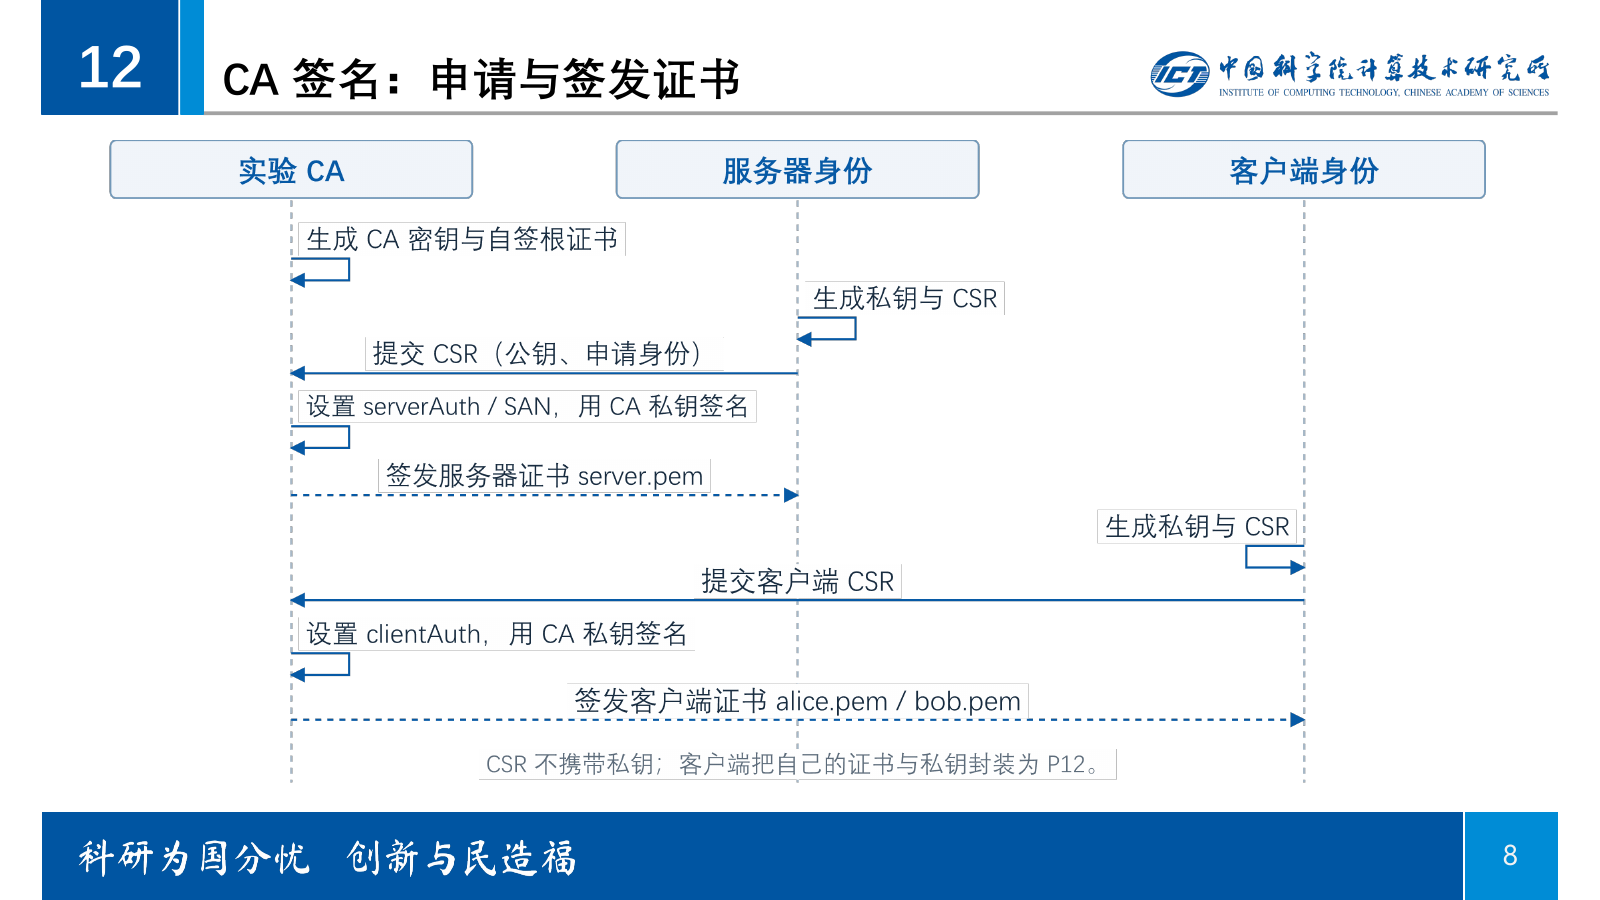 12
CA 签名：申请与签发证书
ICT 中国科学院计算技术研究所
INSTITUTE OF COMPUTING TECHNOLOGY, CHINESE ACADEMY OF SCIENCES
实验 CA
服务器身份
客户端身份
生成 CA 密钥与自签根证书
生成私钥与 CSR
提交 CSR（公钥、申请身份）
设置 serverAuth / SAN，用 CA 私钥签名
签发服务器证书 server.pem
生成私钥与 CSR
提交客户端 CSR
设置 clientAuth，用 CA 私钥签名
签发客户端证书 alice.pem / bob.pem
CSR 不携带私钥；客户端把自己的证书与私钥封装为 P12。
科研为国分忧 创新与民造福
8